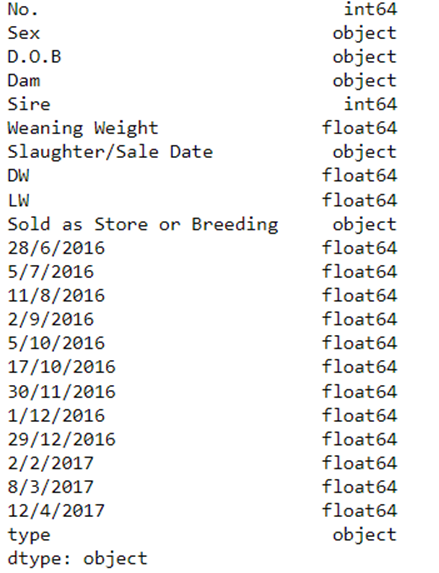 No. int64
Sex object
D.O.B object
Dam object
Sire int64
Weaning Weight float64
Slaughter/Sale Date object
DW float64
LW float64
Sold as Store or Breeding object
28/6/2016 float64
5/7/2016 float64
11/8/2016 float64
2/9/2016 float64
5/10/2016 float64
17/10/2016 float64
30/11/2016 float64
1/12/2016 float64
29/12/2016 float64
2/2/2017 float64
8/3/2017 float64
12/4/2017 float64
type object
dtype: object